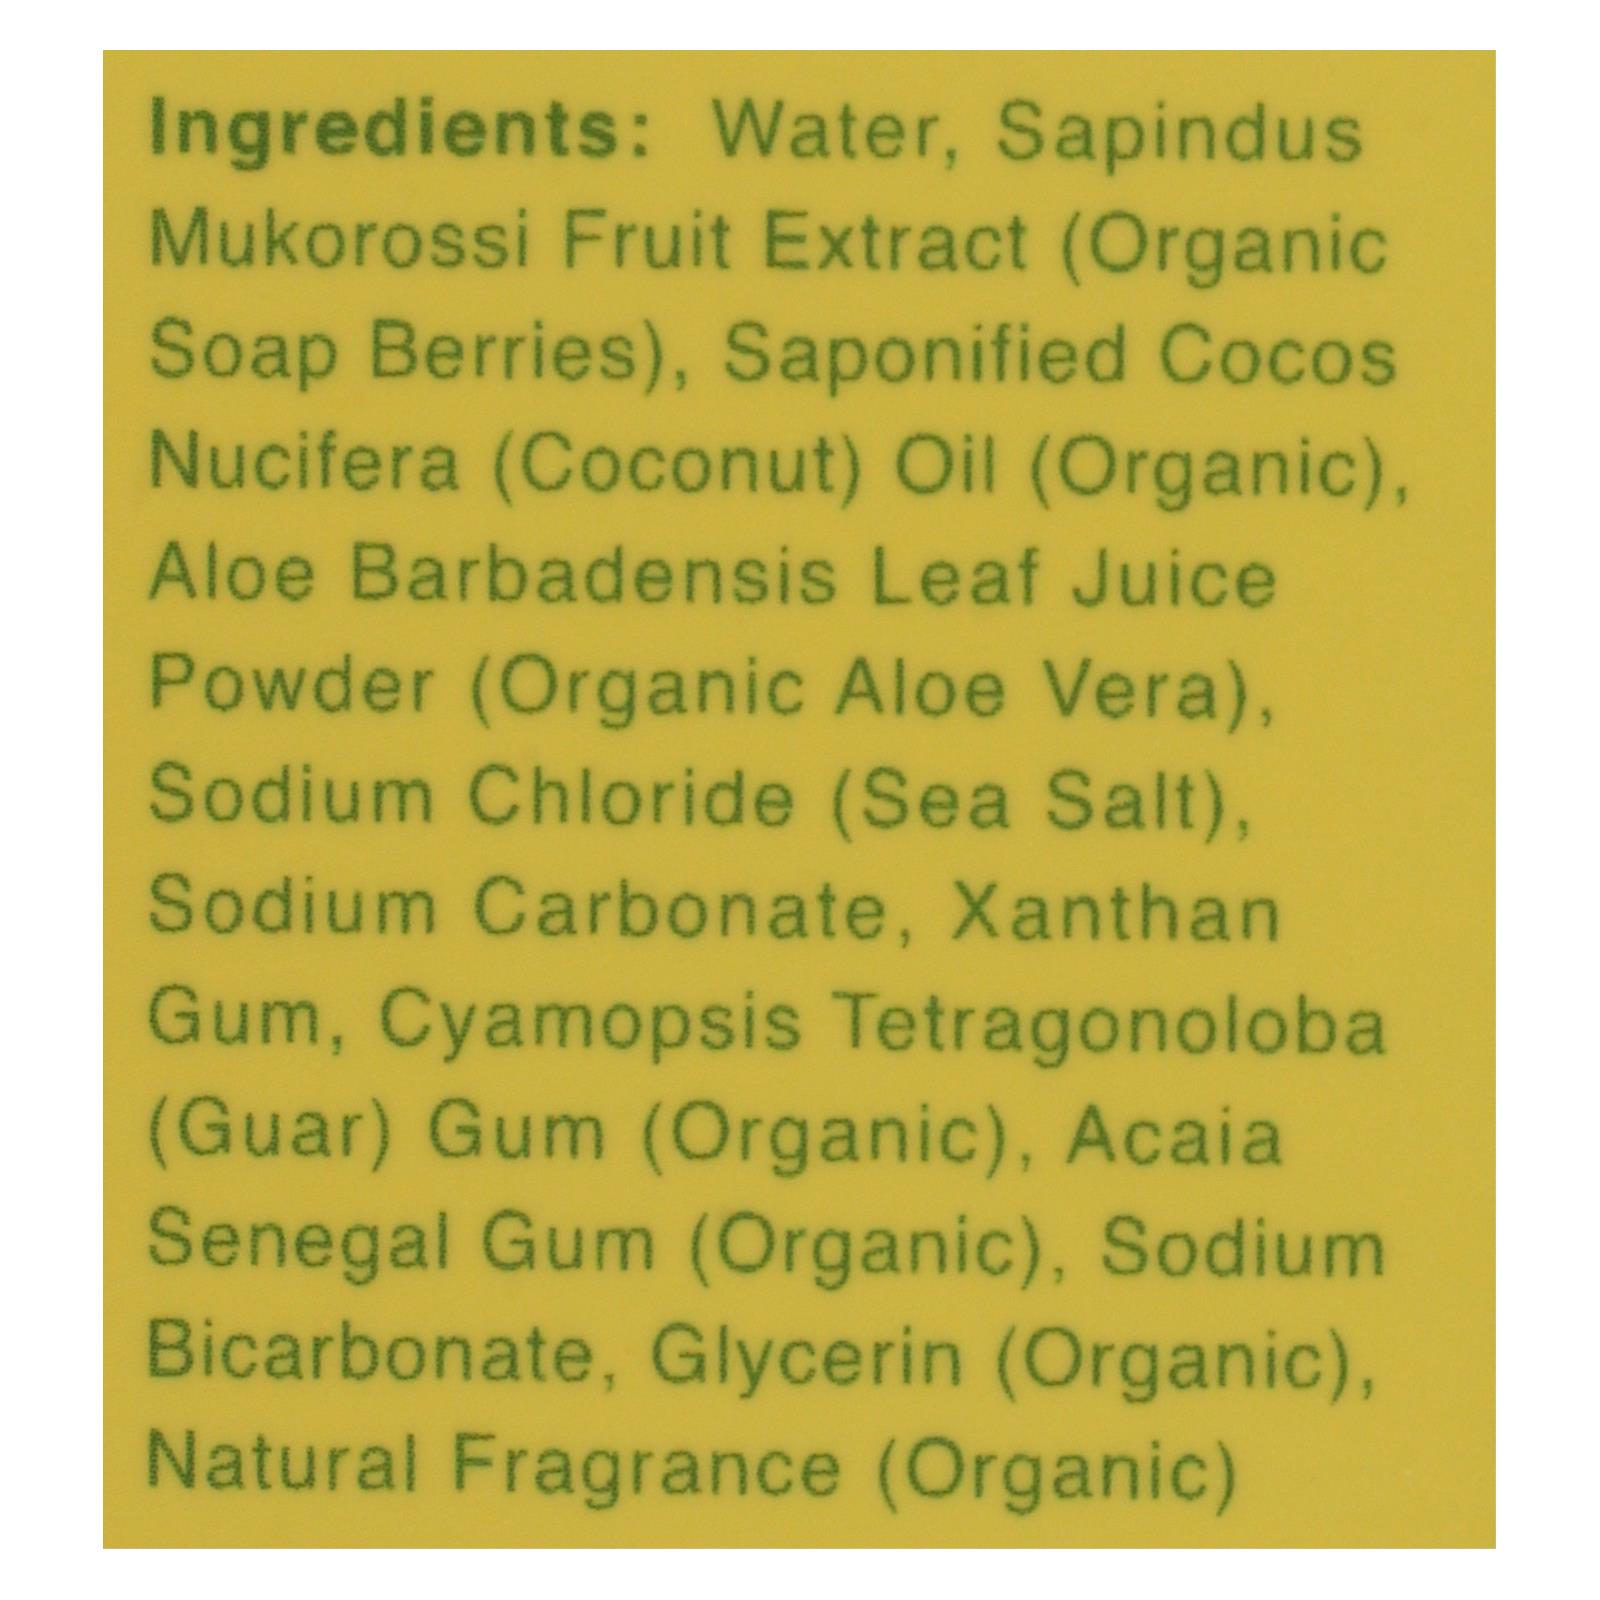 Ingredients: Water, Sapindus
Mukorossi Fruit Extract (Organic
Soap Berries), Saponified Cocos
Nucifera (Coconut) Oil (Organic),
Aloe Barbadensis Leaf Juice
Powder (Organic Aloe Vera),
Sodium Chloride (Sea Salt),
Sodium Carbonate, Xanthan
Gum, Cyamopsis Tetragonoloba
(Guar) Gum (Organic), Acaia
Senegal Gum (Organic), Sodium
Bicarbonate, Glycerin (Organic),
Natural Fragrance (Organic)